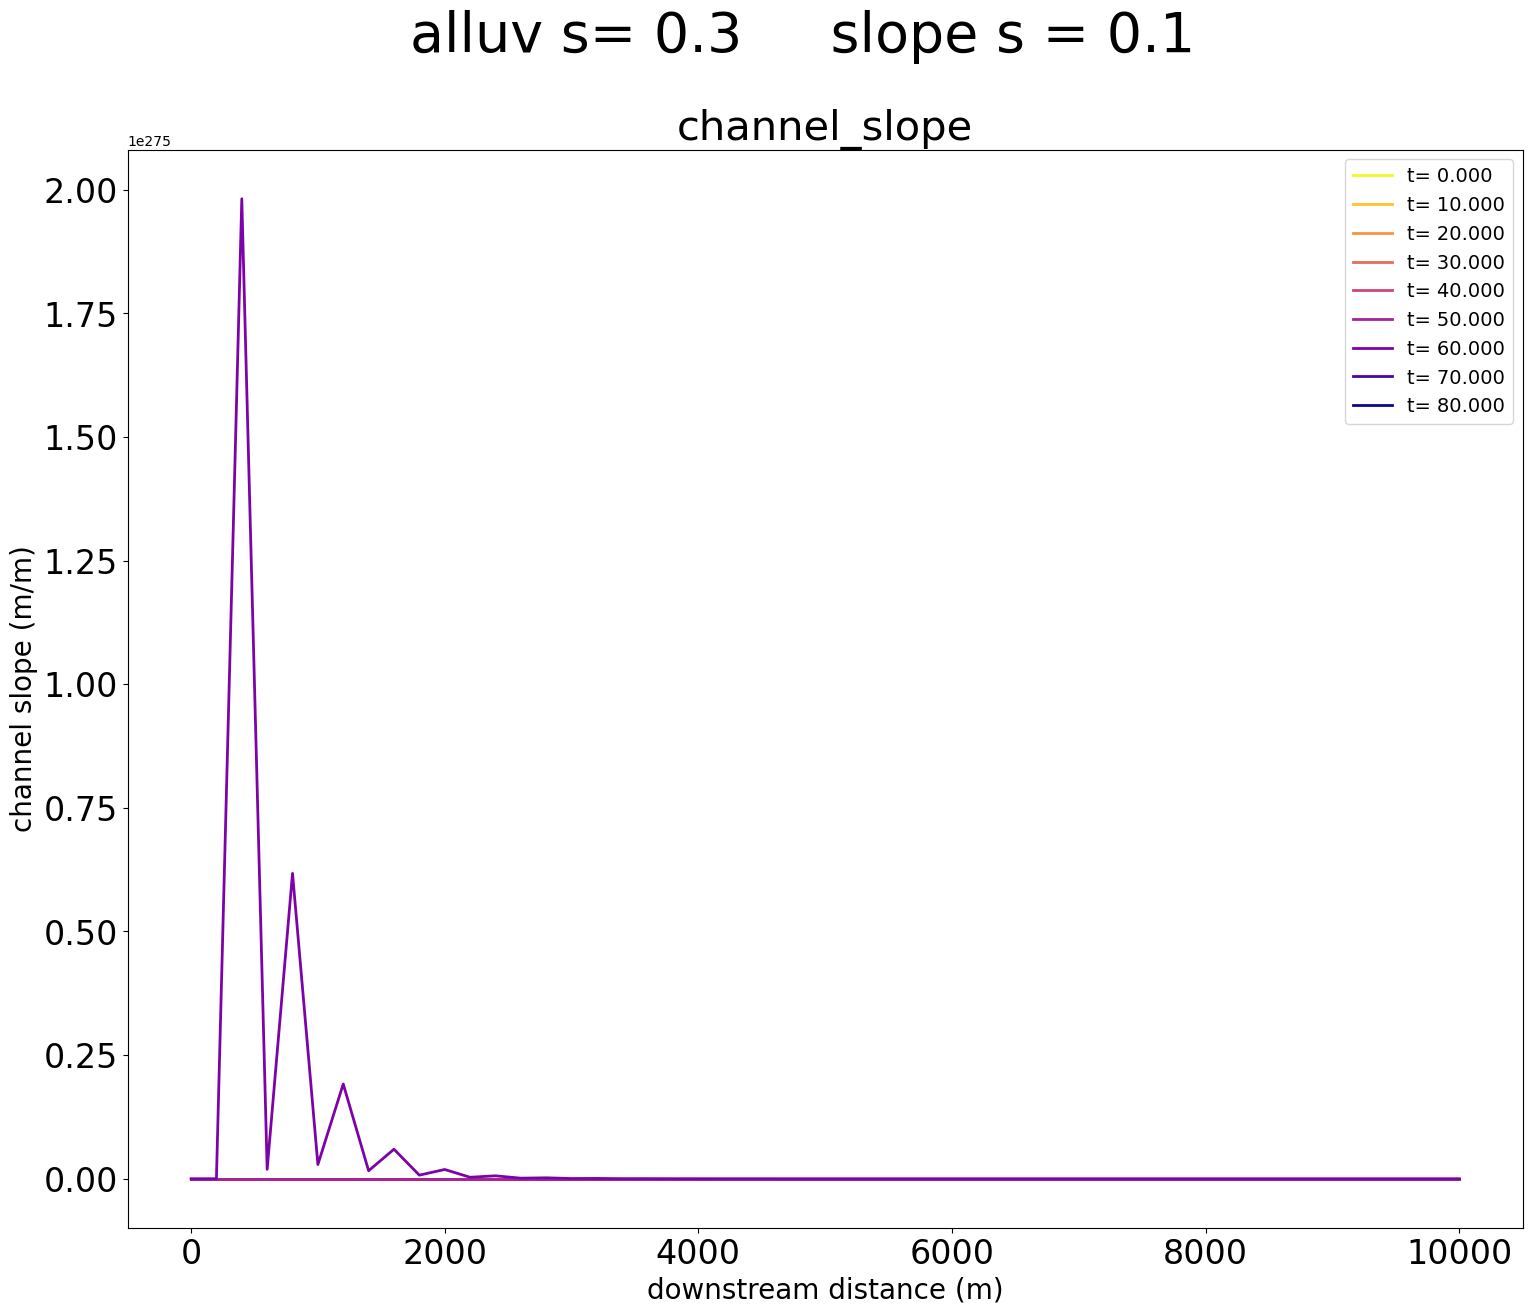 alluv s= 0.3     slope s = 0.1
channel_slope
1e275
2.00
1.75
1.50
1.25
1.00
0.75
0.50
0.25
0.00
channel slope (m/m)
t= 0.000
t= 10.000
t= 20.000
t= 30.000
t= 40.000
t= 50.000
t= 60.000
t= 70.000
t= 80.000
0 2000 4000 6000 8000 10000
downstream distance (m)